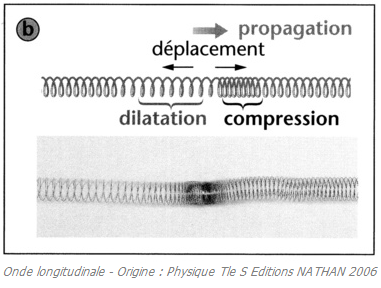 b
propagation
déplacement
dilatation
compression
Onde longitudinale - Origine : Physique Tle S Editions NATHAN 2006